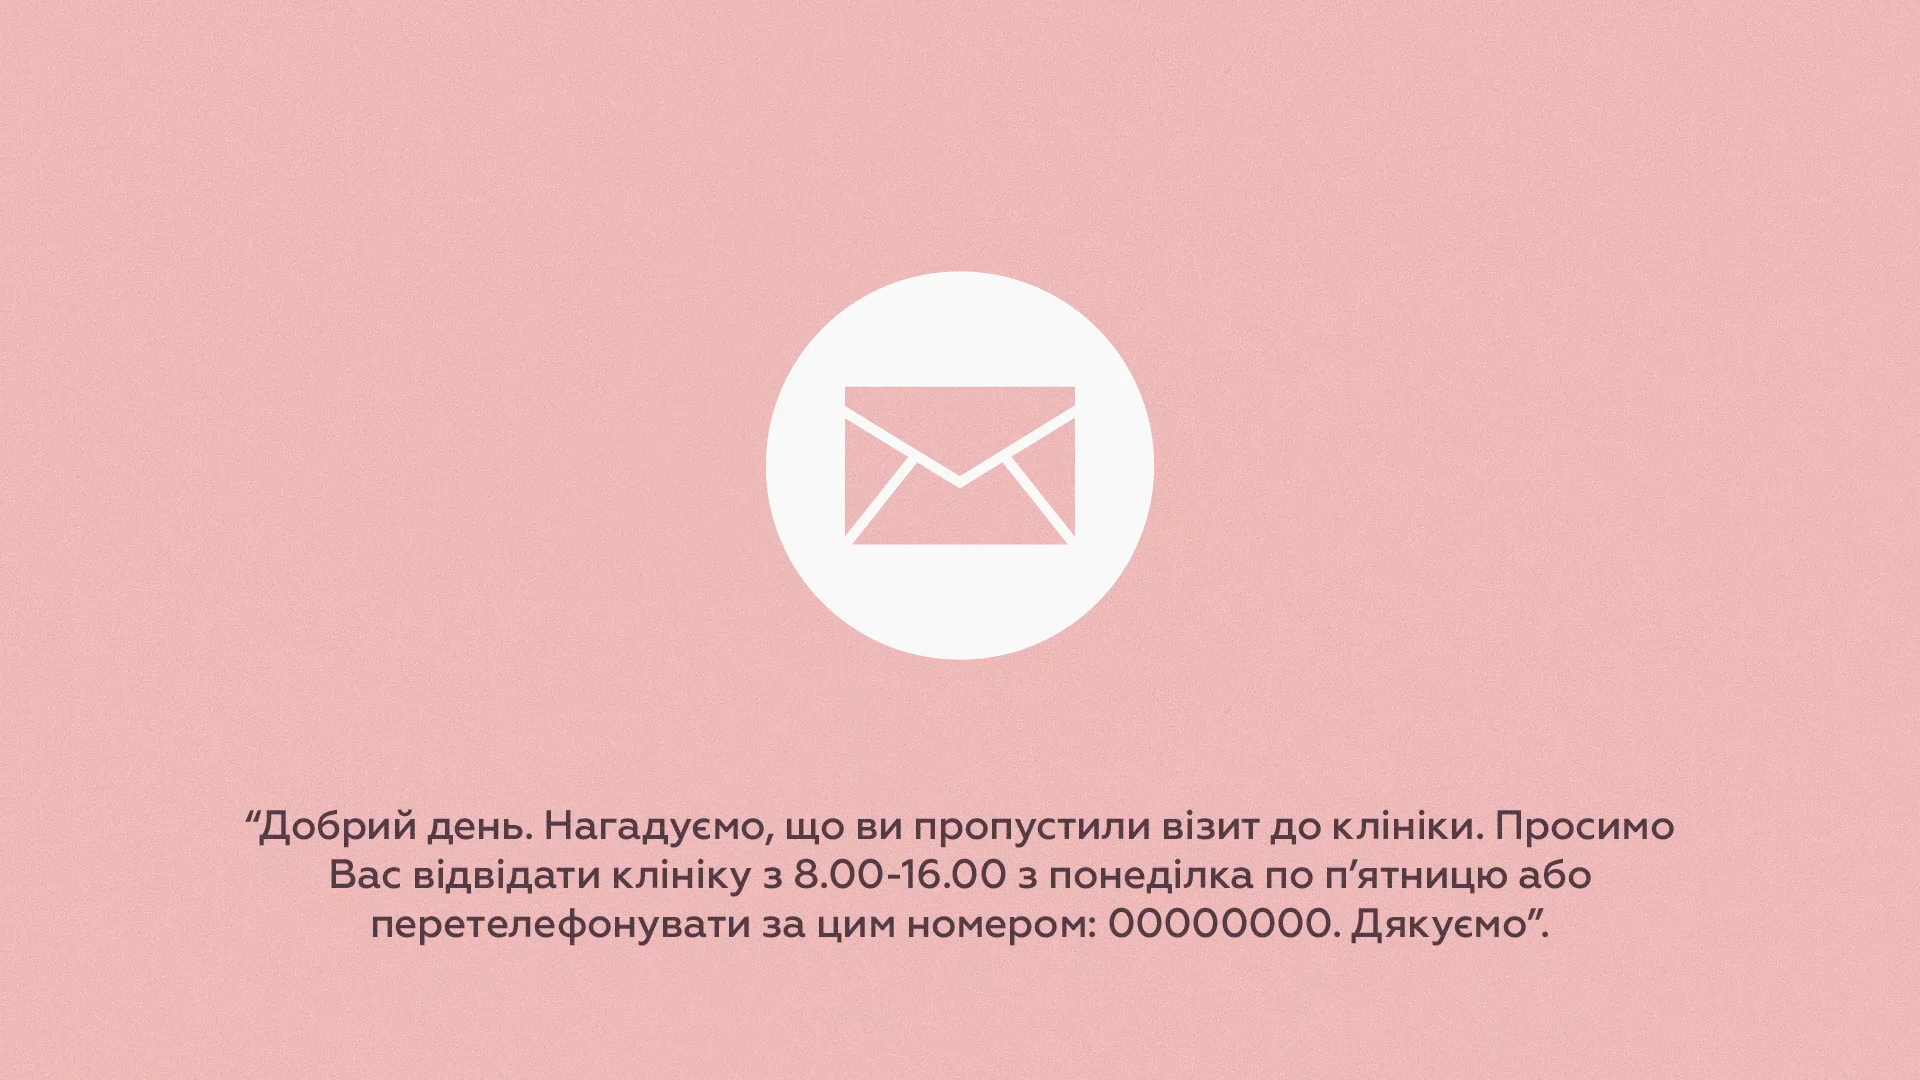 “Добрий день. Нагадуємо, що ви пропустили візит до клініки. Просимо
Вас відвідати клініку з 8.00-16.00 з понеділка по п’ятницю або
перетелефонувати за цим номером: 00000000. Дякуємо”.